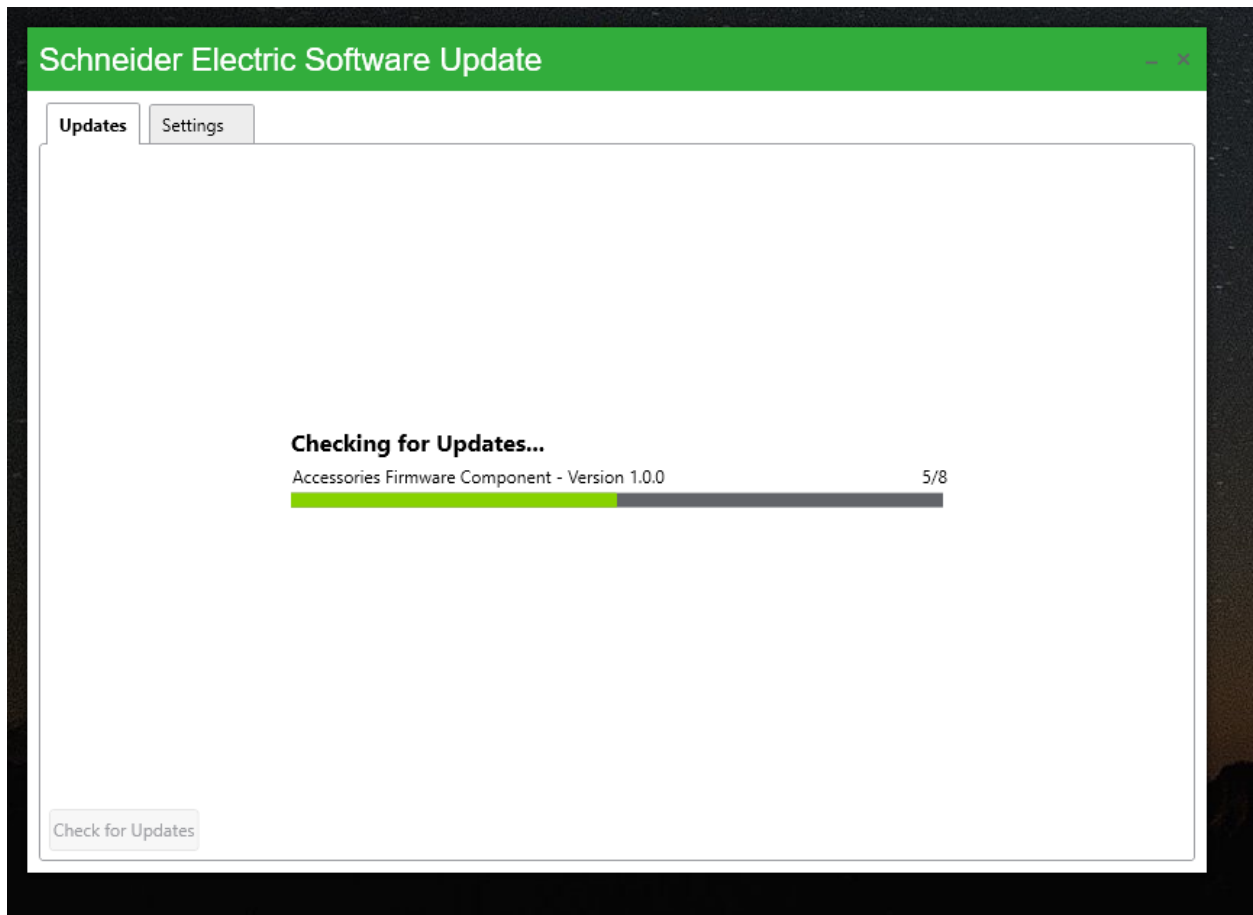 Schneider Electric Software Update
Updates
Settings
Checking for Updates...
Accessories Firmware Component - Version 1.0.0
5/8
Check for Updates